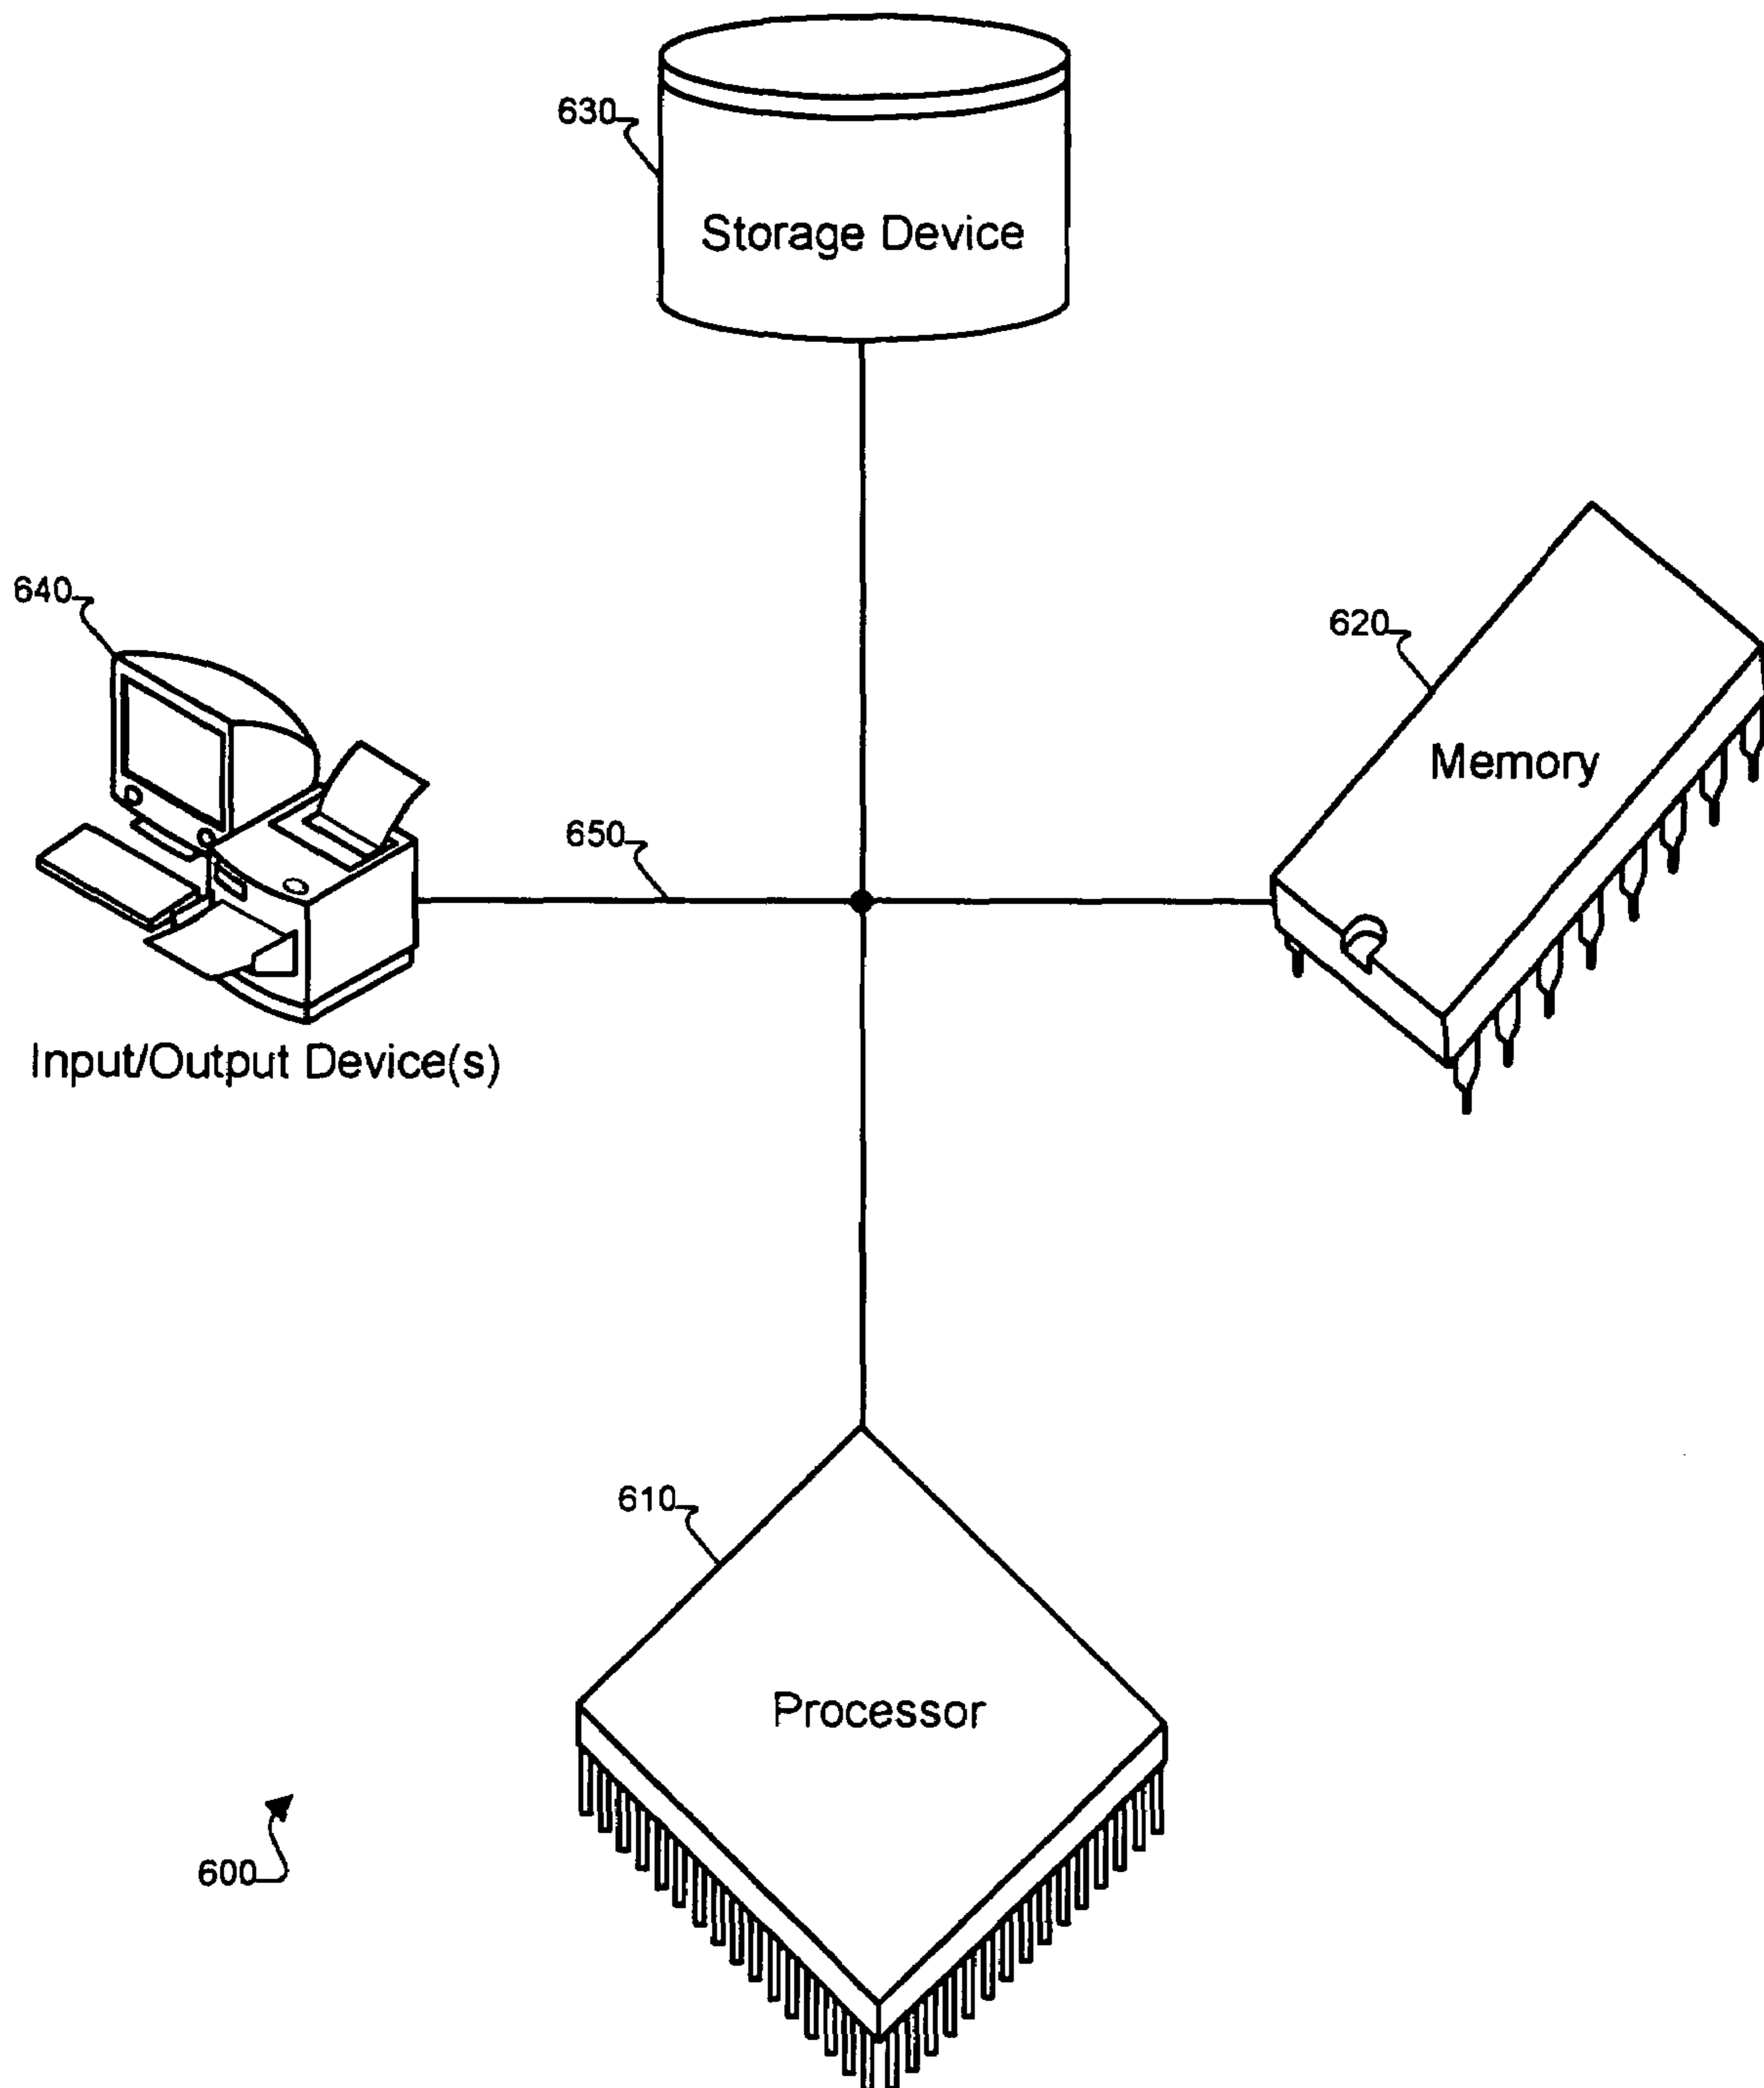 630
Storage Device
640
620
Memory
650
Input/Output Device(s)
610
Processor
600